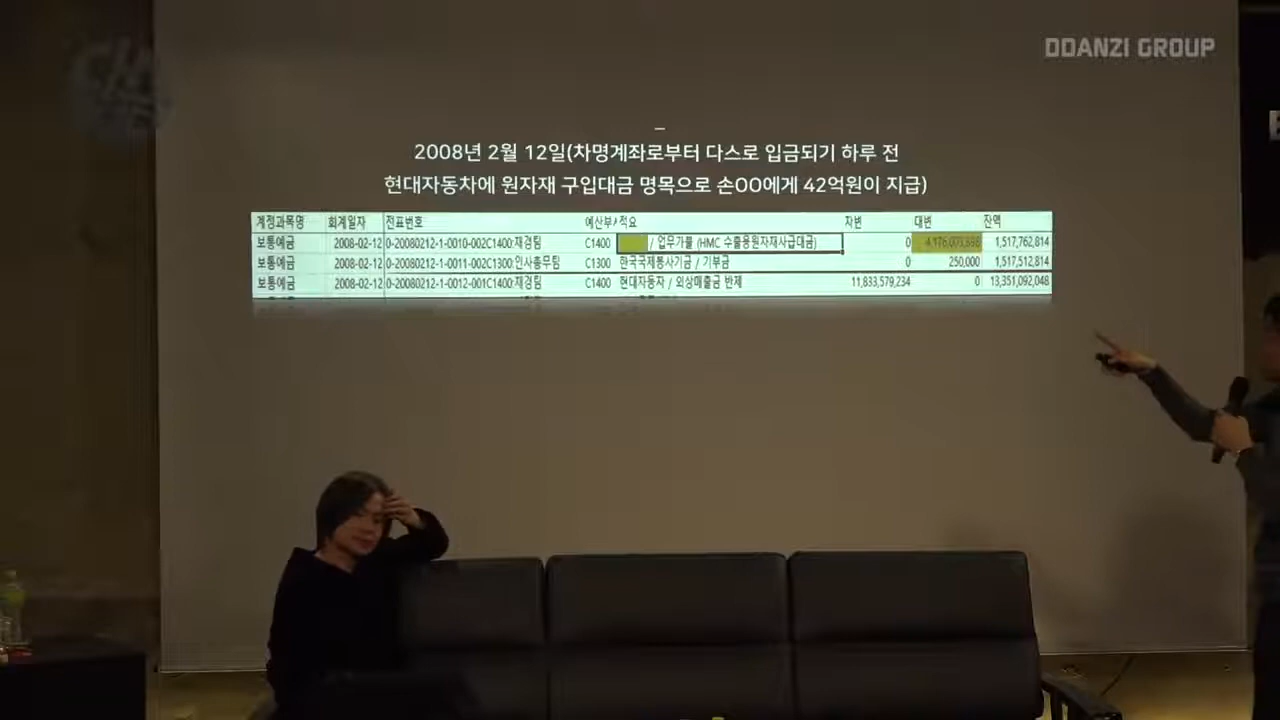 DDANZI GROUP
2008년 2월 12일(차명계좌로부터 다스로 입금되기 하루 전
현대자동차에 원자재 구입대금 명목으로 손OO에게 42억원이 지급)
계정과목명 회계일자 전표번호 예산부 적요 차변 대변 잔액
보통예금 2008-02-12 0-20080212-1-0010-002C1400:재경팀 C1400 / 업무가불 (HMC 수출용원자재사급대금) 0 1,517,762,814
보통예금 2008-02-12 0-20080212-1-0011-002C1300:인사총무팀 C1300 한국국제봉사기금 / 기부금 0 250,000 1,517,512,814
보통예금 2008-02-12 0-20080212-1-0012-001C1400:재경팀 C1400 현대자동차 / 외상매출금 반제 11,833,579,234 0 13,351,092,048